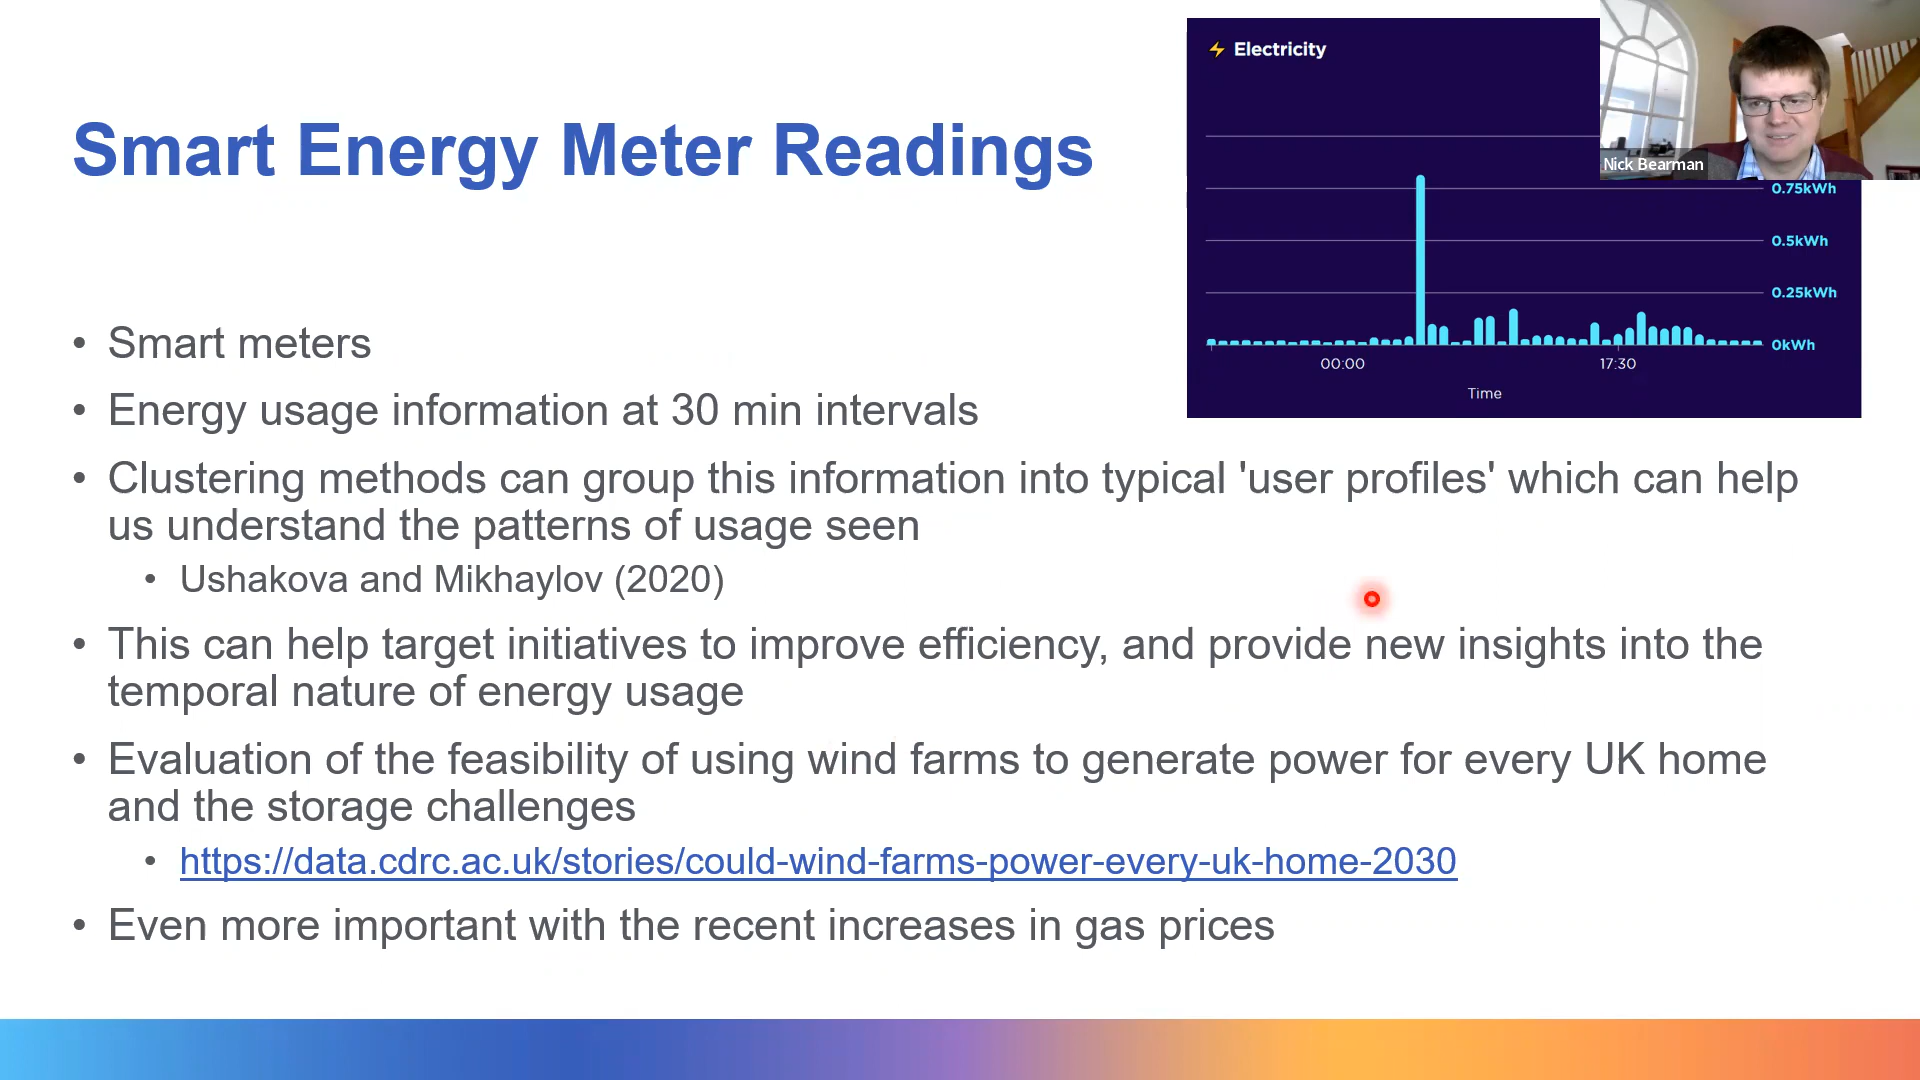 ⚡ Electricity
Nick Bearman
Smart Energy Meter Readings
0.75kWh
0.5kWh
0.25kWh
0kWh
00:00
17:30
Time
• Smart meters
• Energy usage information at 30 min intervals
• Clustering methods can group this information into typical 'user profiles' which can help
us understand the patterns of usage seen
• Ushakova and Mikhaylov (2020)
• This can help target initiatives to improve efficiency, and provide new insights into the
temporal nature of energy usage
• Evaluation of the feasibility of using wind farms to generate power for every UK home
and the storage challenges
• https://data.cdrc.ac.uk/stories/could-wind-farms-power-every-uk-home-2030
• Even more important with the recent increases in gas prices